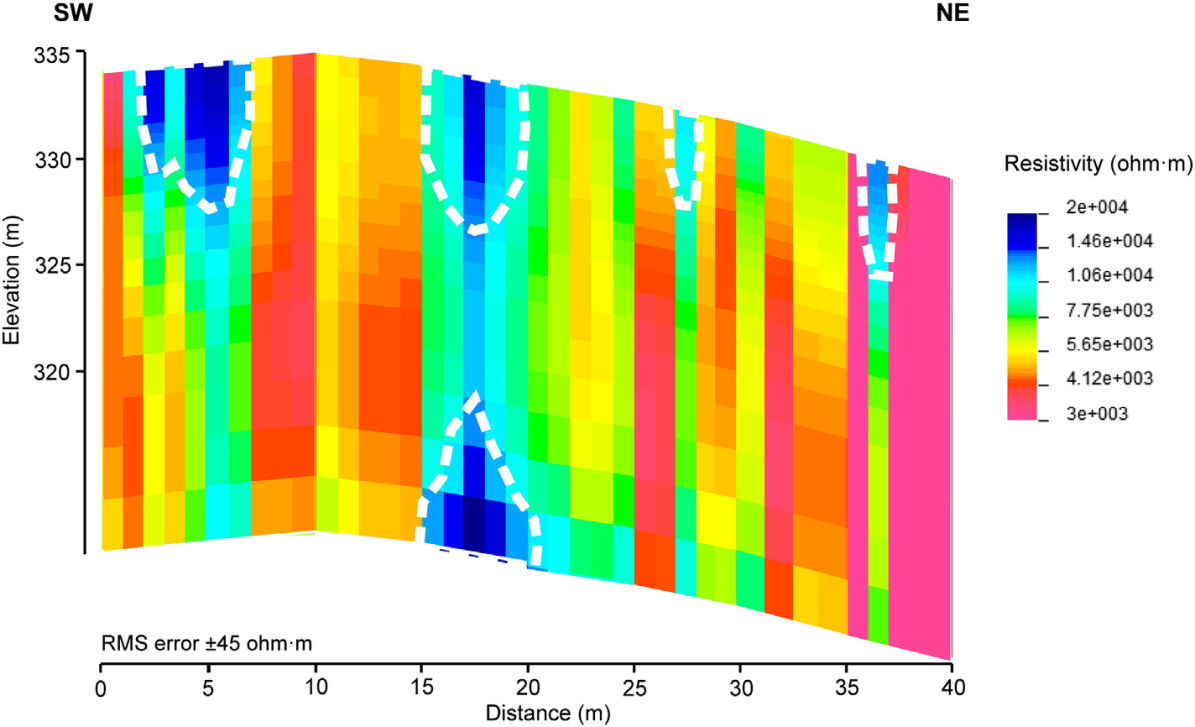 SW
NE
335
330
325
320
Elevation (m)
Resistivity (ohm·m)
2e+004
1.46e+004
1.06e+004
7.75e+003
5.65e+003
4.12e+003
3e+003
RMS error ±45 ohm·m
0
5
10
15
20
25
30
35
40
Distance (m)